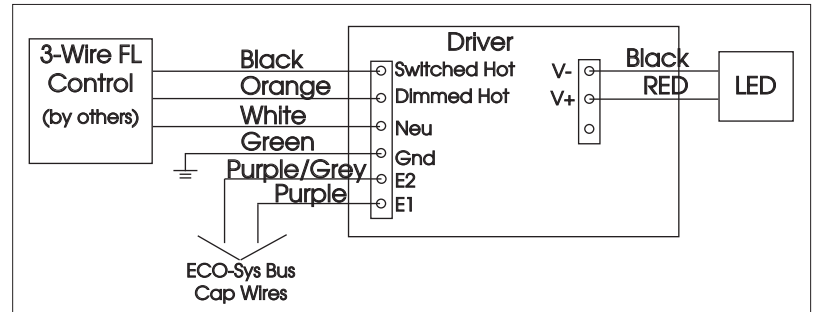 3-Wire FL
Control
(by others)
Black
Orange
White
Green
Purple/Grey
Purple
Driver
Switched Hot
Dimmed Hot
Neu
Gnd
E2
E1
V-
V+
Black
RED
LED
ECO-Sys Bus
Cap Wires